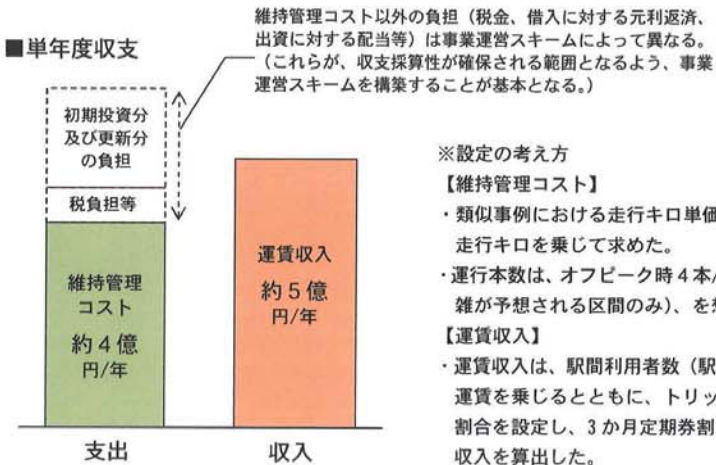 ■単年度収支
維持管理コスト以外の負担（税金、借入に対する元利返済、
出資に対する配当等）は事業運営スキームによって異なる。
（これらが、収支採算性が確保される範囲となるよう、事業
運営スキームを構築することが基本となる。）
初期投資分
及び更新分
の負担
税負担等
維持管理
コスト
約４億
円/年
支出
運賃収入
約５億
円/年
収入
※設定の考え方
【維持管理コスト】
・類似事例における走行キロ単価
走行キロを乗じて求めた。
・運行本数は、オフピーク時４本/
雑が予想される区間のみ）、を想
【運賃収入】
・運賃収入は、駅間利用者数（駅
運賃を乗じるとともに、トリッ
割合を設定し、３か月定期券割
収入を算出した。